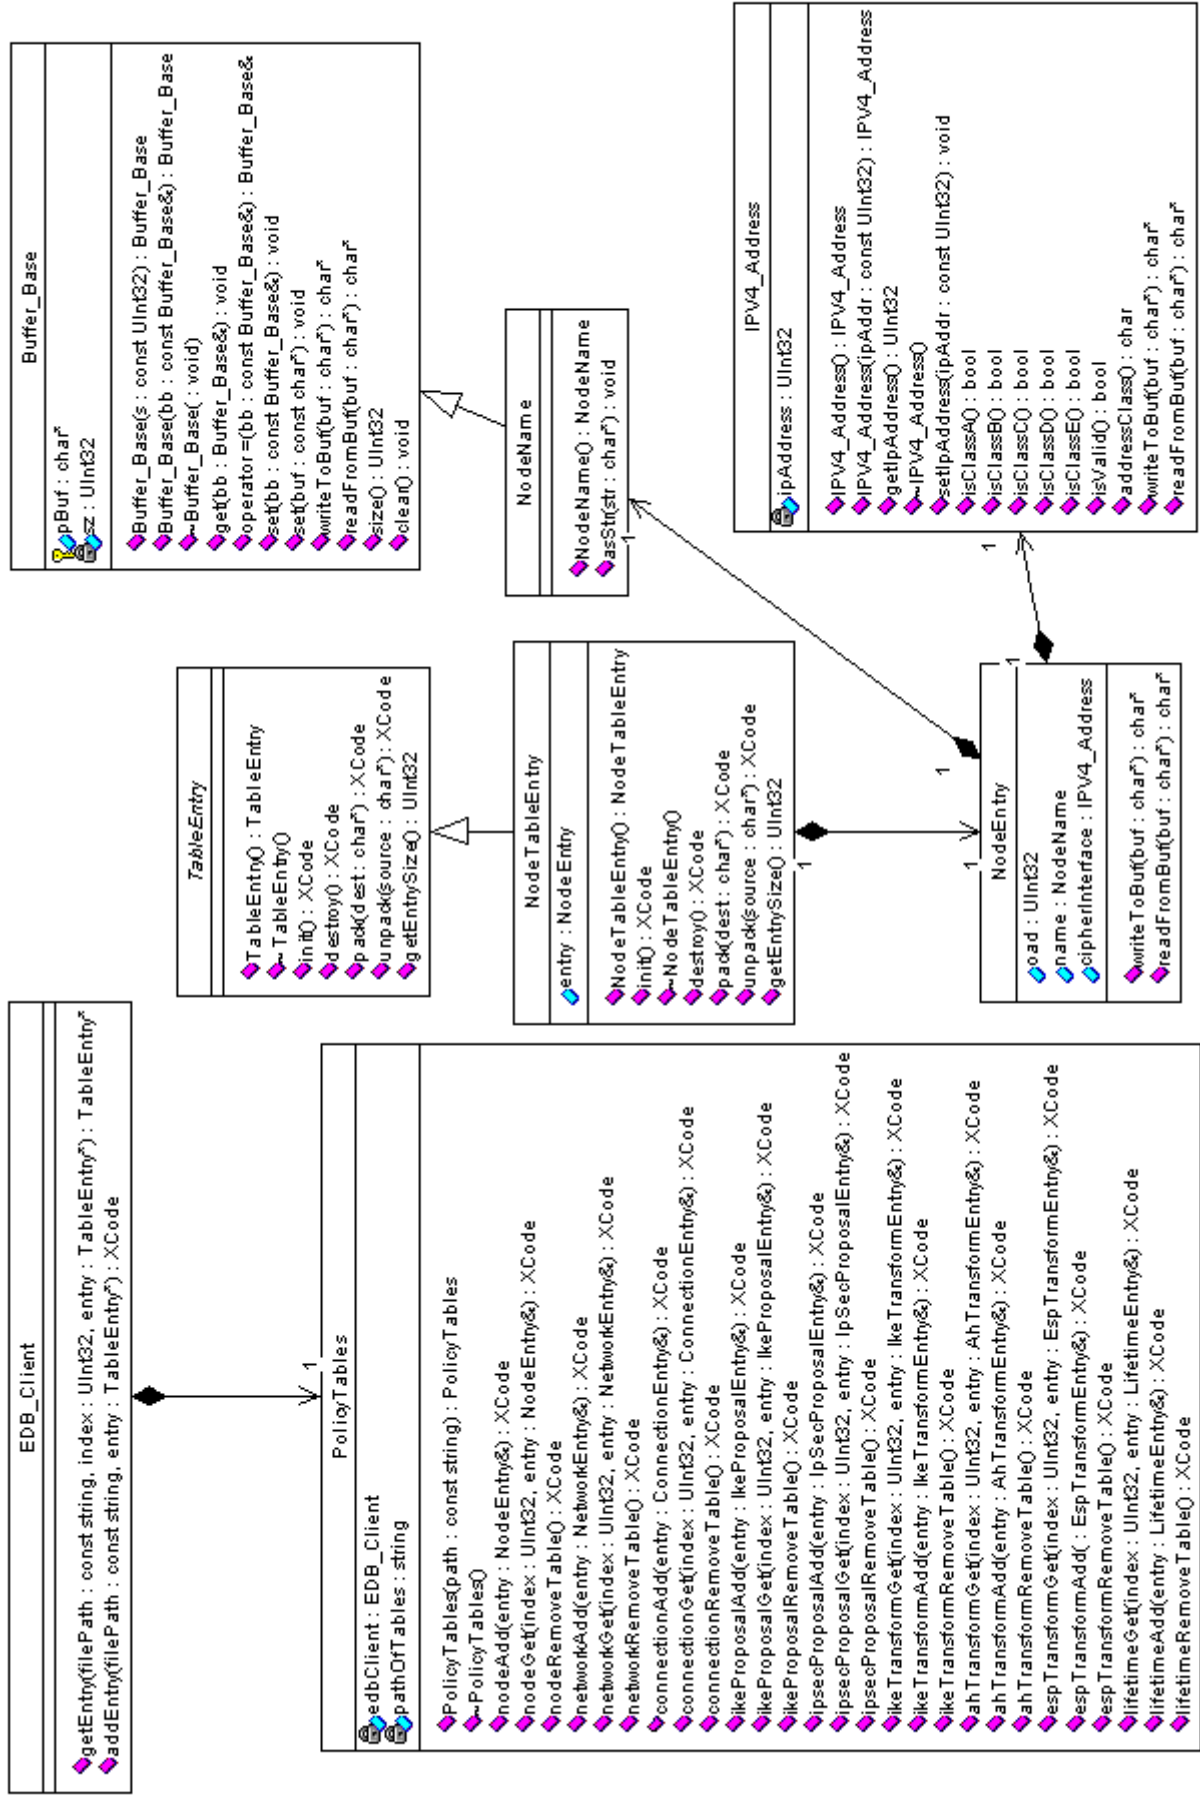 EDB_Client
getEntry(filePath : const string, index : UInt32, entry : TableEntry*) : TableEntry*
addEntry(filePath : const string, entry : TableEntry*) : XCode
1
PolicyTables
edbClient : EDB_Client
pathOfTables : string
PolicyTables(path : const string) : PolicyTables
~PolicyTables()
nodeAdd(entry : NodeEntry&) : XCode
nodeGet(index : UInt32, entry : NodeEntry&) : XCode
nodeRemoveTable() : XCode
networkAdd(entry : NetworkEntry&) : XCode
networkGet(index : UInt32, entry : NetworkEntry&) : XCode
networkRemoveTable() : XCode
connectionAdd(entry : ConnectionEntry&) : XCode
connectionGet(index : UInt32, entry : ConnectionEntry&) : XCode
connectionRemoveTable() : XCode
ikeProposalAdd(entry : IkeProposalEntry&) : XCode
ikeProposalGet(index : UInt32, entry : IkeProposalEntry&) : XCode
ikeProposalRemoveTable() : XCode
ipsecProposalAdd(entry : IpSecProposalEntry&) : XCode
ipsecProposalGet(index : UInt32, entry : IpSecProposalEntry&) : XCode
ipsecProposalRemoveTable() : XCode
ikeTransformGet(index : UInt32, entry : IkeTransformEntry&) : XCode
ikeTransformAdd(entry : IkeTransformEntry&) : XCode
ikeTransformRemoveTable() : XCode
ahTransformGet(index : UInt32, entry : AhTransformEntry&) : XCode
ahTransformAdd(entry : AhTransformEntry&) : XCode
ahTransformRemoveTable() : XCode
espTransformGet(index : UInt32, entry : EspTransformEntry&) : XCode
espTransformAdd( : EspTransformEntry&) : XCode
espTransformRemoveTable() : XCode
lifetimeGet(index : UInt32, entry : LifetimeEntry&) : XCode
lifetimeAdd(entry : LifetimeEntry&) : XCode
lifetimeRemoveTable() : XCode
TableEntry
TableEntry() : TableEntry
~TableEntry()
init() : XCode
destroy() : XCode
pack(dest : char*) : XCode
unpack(source : char*) : XCode
getEntrySize() : UInt32
NodeTableEntry
entry : NodeEntry
NodeTableEntry() : NodeTableEntry
init() : XCode
~NodeTableEntry()
destroy() : XCode
pack(dest : char*) : XCode
unpack(source : char*) : XCode
getEntrySize() : UInt32
1
1
1
NodeEntry
1
oad : UInt32
name : NodeName
cipherInterface : IPV4_Address
writeToBuf(buf : char*) : char*
readFromBuf(buf : char*) : char*
Buffer_Base
pBuf : char*
sz : UInt32
Buffer_Base(s : const UInt32) : Buffer_Base
Buffer_Base(bb : const Buffer_Base&) : Buffer_Base
~Buffer_Base( : void)
get(bb : Buffer_Base&) : void
operator=(bb : const Buffer_Base&) : Buffer_Base&
set(bb : const Buffer_Base&) : void
set(buf : const char*) : void
writeToBuf(buf : char*) : char*
readFromBuf(buf : char*) : char*
size() : UInt32
clear() : void
NodeName
NodeName() : NodeName
asStr(str : char*) : void
1
IPV4_Address
ipAddress : UInt32
IPV4_Address() : IPV4_Address
IPV4_Address(ipAddr : const UInt32) : IPV4_Address
getIpAddress() : UInt32
~IPV4_Address()
setIpAddress(ipAddr : const UInt32) : void
isClassA() : bool
isClassB() : bool
isClassC() : bool
isClassD() : bool
isClassE() : bool
isValid() : bool
addressClass() : char
writeToBuf(buf : char*) : char*
readFromBuf(buf : char*) : char*
1